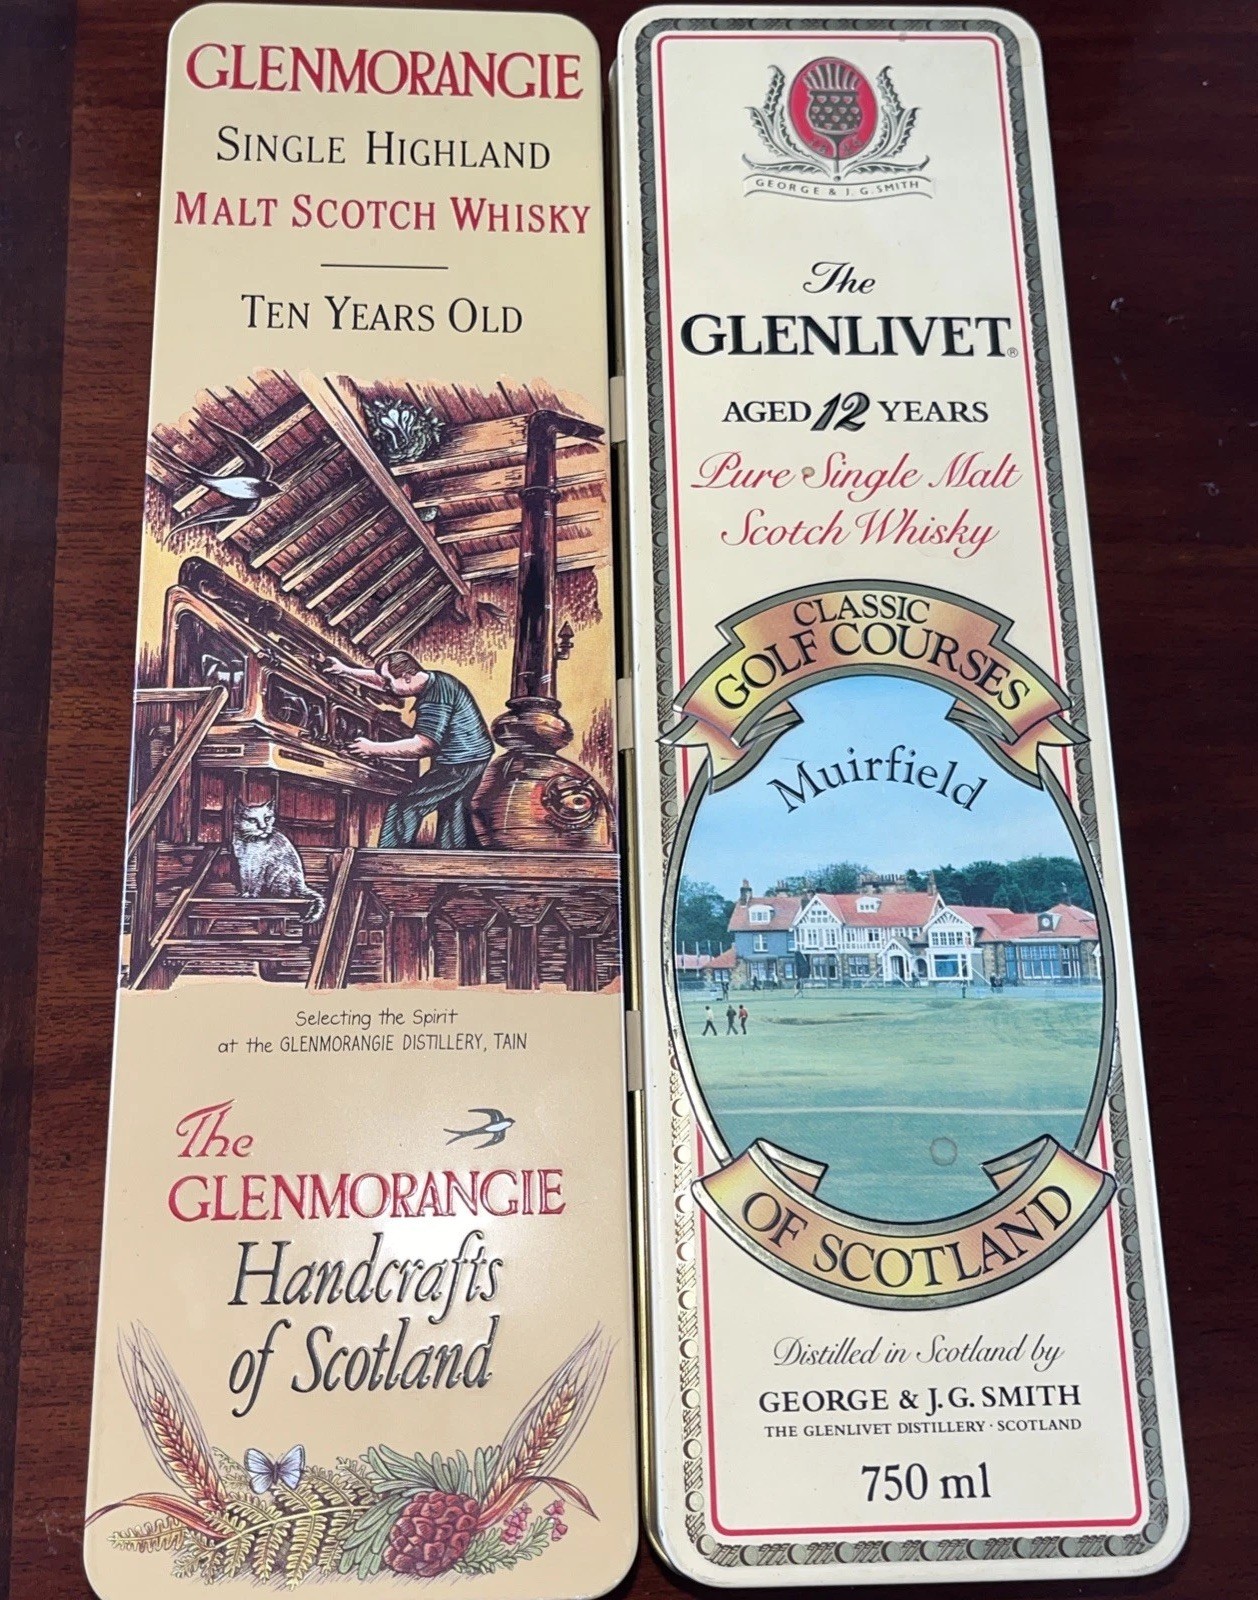 GLENMORANGIE
SINGLE HIGHLAND
MALT SCOTCH WHISKY
TEN YEARS OLD
Selecting the Spirit
at the GLENMORANGIE DISTILLERY, TAIN
The
GLENMORANGIE
Handcrafts
of Scotland
GEORGE & J. G. SMITH
The
GLENLIVET®
AGED 12 YEARS
Pure Single Malt
Scotch Whisky
CLASSIC
GOLF COURSES
Muirfield
OF SCOTLAND
Distilled in Scotland by
GEORGE & J. G. SMITH
THE GLENLIVET DISTILLERY · SCOTLAND
750 ml